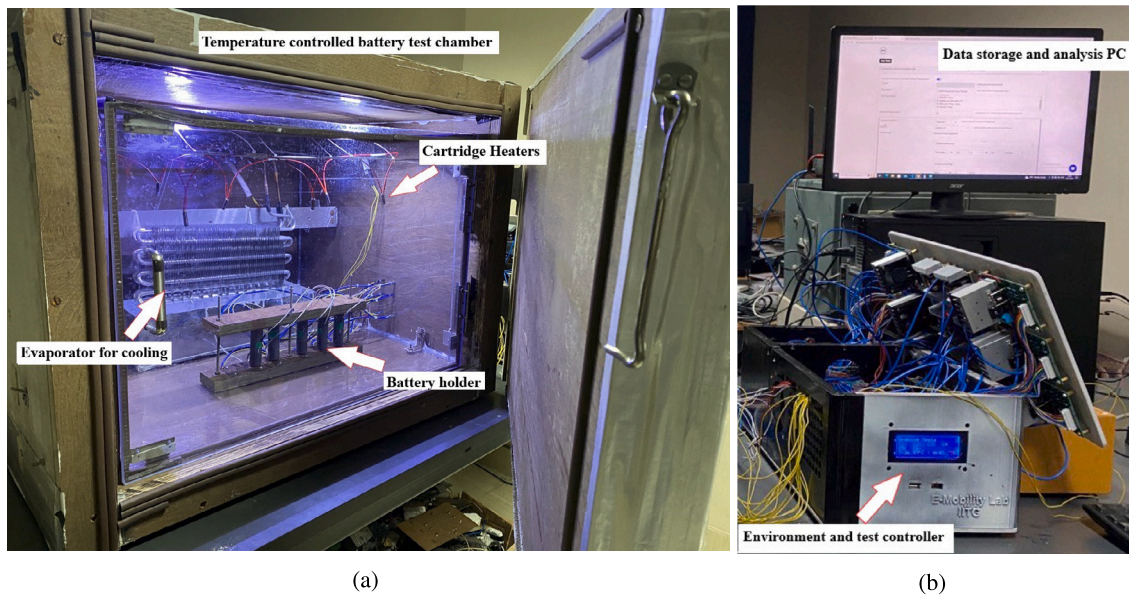 Temperature controlled battery test chamber
Cartridge Heaters
Evaporator for cooling
Battery holder
(a)
Data storage and analysis PC
acer
E-Mobility Lab
IITG
Environment and test controller
(b)